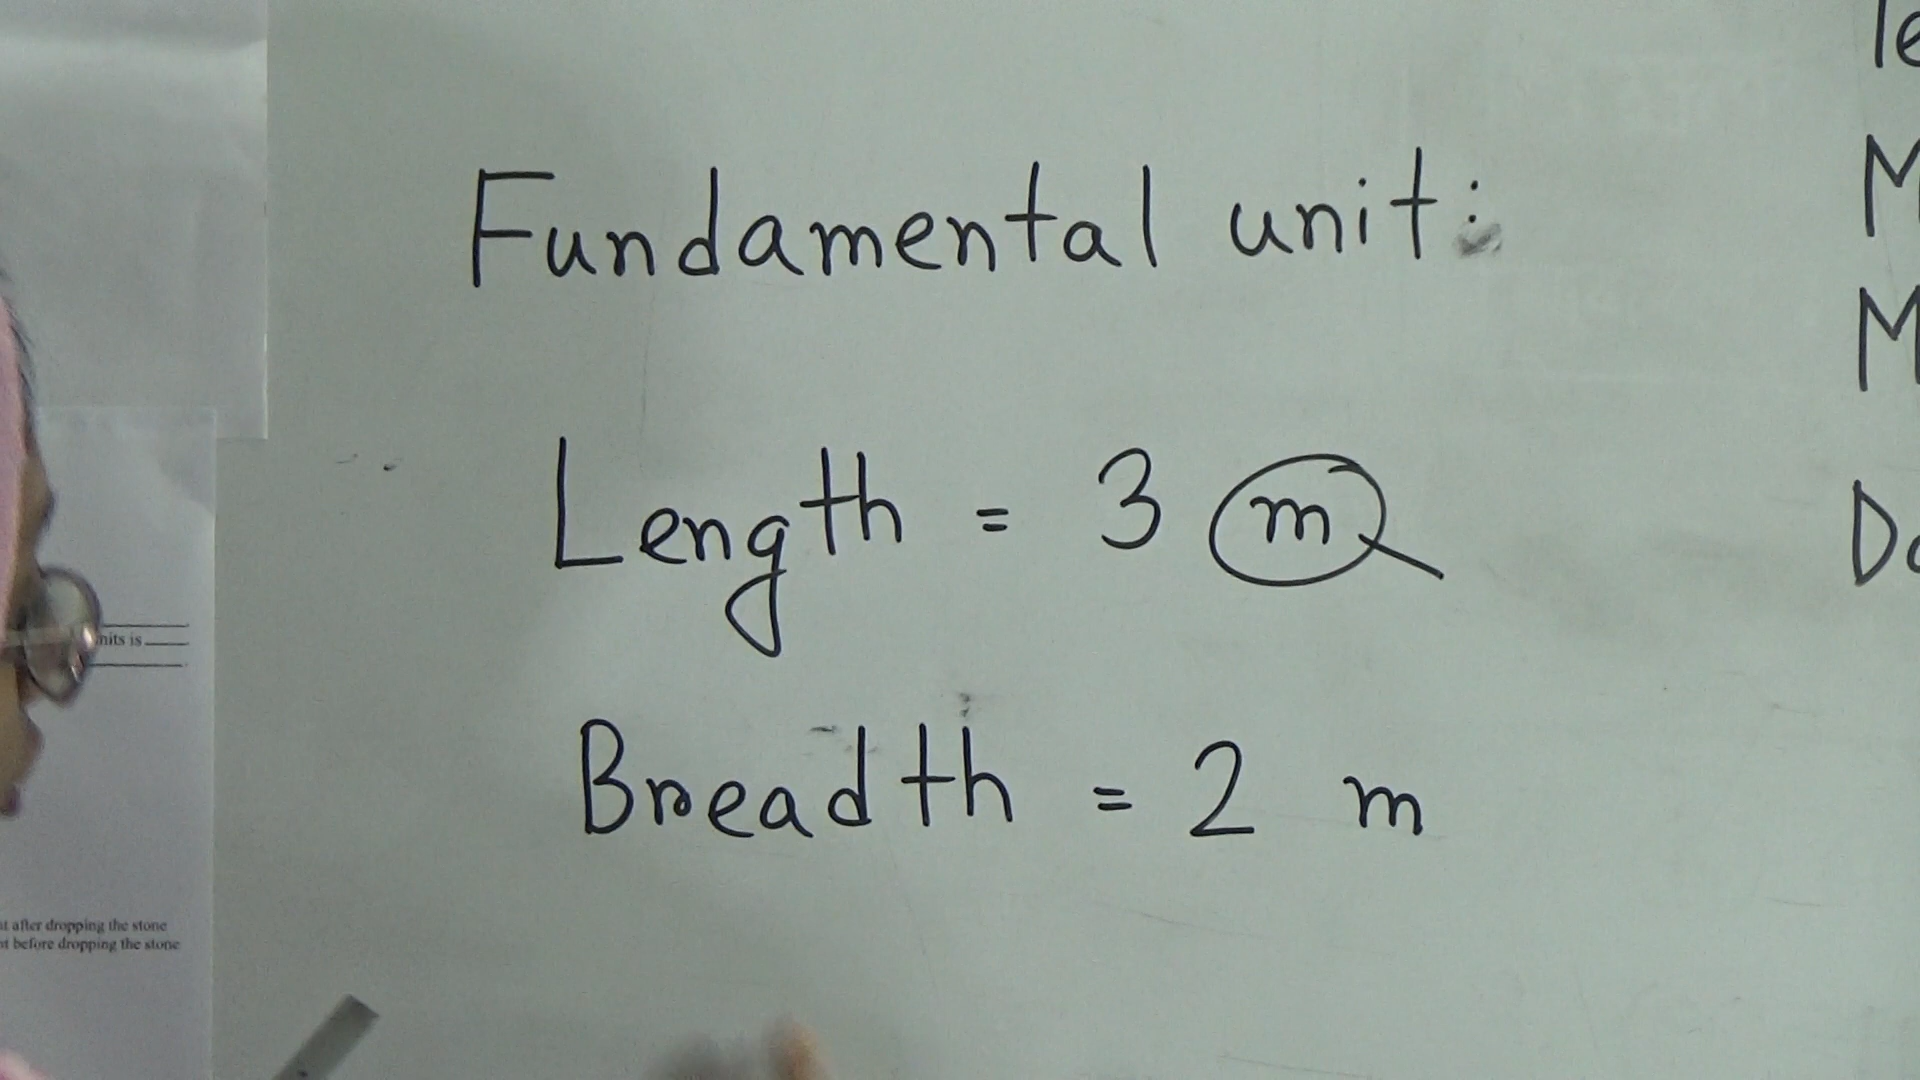 Fundamental unit:
Length = 3 m
Breadth = 2 m
nits is
after dropping the stone
before dropping the stone
M
M